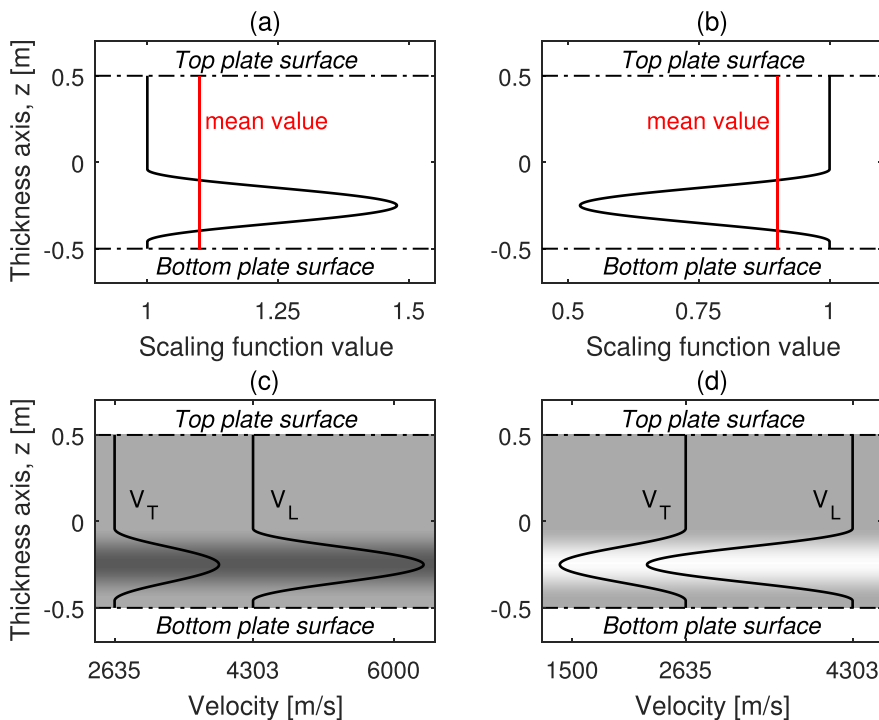 (a)
Thickness axis, z [m]
0.5
0
-0.5
Top plate surface
mean value
Bottom plate surface
1
1.25
1.5
Scaling function value
(b)
0.5
0
-0.5
Top plate surface
mean value
Bottom plate surface
0.5
0.75
1
Scaling function value
(c)
Thickness axis, z [m]
0.5
0
-0.5
Top plate surface
V_T
V_L
Bottom plate surface
2635
4303
6000
Velocity [m/s]
(d)
0.5
0
-0.5
Top plate surface
V_T
V_L
Bottom plate surface
1500
2635
4303
Velocity [m/s]